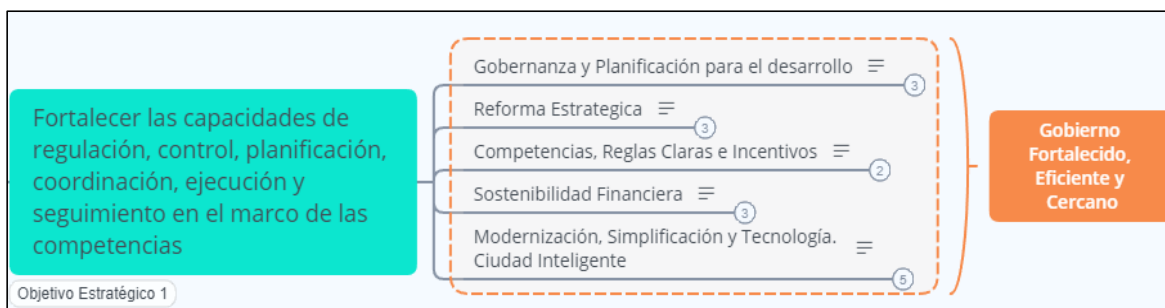 Fortalecer las capacidades de
regulación, control, planificación,
coordinación, ejecución y
seguimiento en el marco de las
competencias
Objetivo Estratégico 1
Gobernanza y Planificación para el desarrollo
3
Reforma Estrategica
3
Competencias, Reglas Claras e Incentivos
2
Sostenibilidad Financiera
3
Modernización, Simplificación y Tecnología.
Ciudad Inteligente
5
Gobierno
Fortalecido,
Eficiente y
Cercano